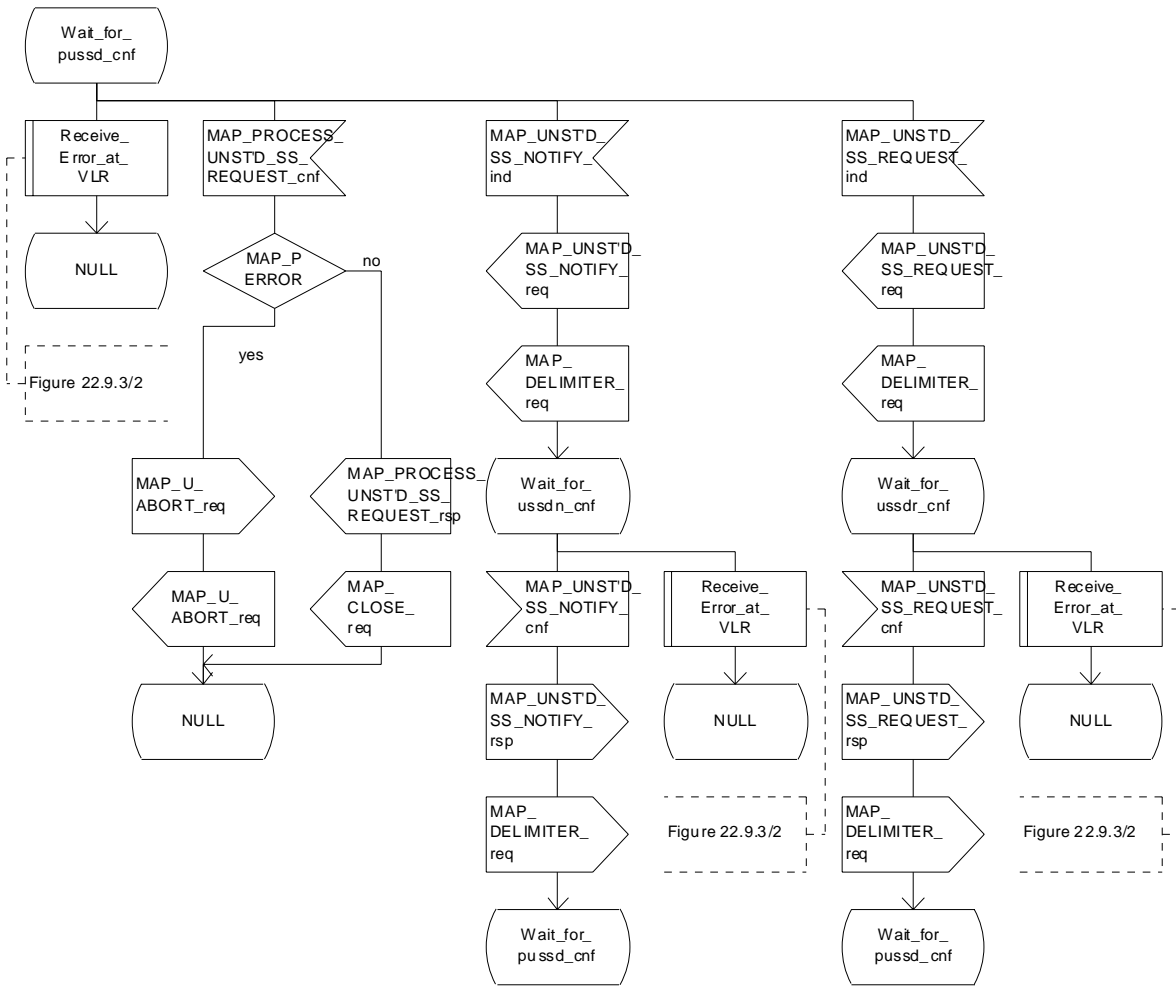 Wait_for_
pussd_cnf
Receive_
Error_at_
VLR
NULL
Figure 22.9.3/2
MAP_PROCESS_
UNST'D_SS_
REQUEST_cnf
MAP_P
ERROR
no
yes
MAP_U_
ABORT_req
MAP_U_
ABORT_req
MAP_PROCESS_
UNST'D_SS_
REQUEST_rsp
MAP_
CLOSE_
req
NULL
MAP_UNST'D_
SS_NOTIFY_
ind
MAP_UNST'D_
SS_NOTIFY_
req
MAP_
DELIMITER_
req
Wait_for_
ussdn_cnf
MAP_UNST'D_
SS_NOTIFY_
cnf
MAP_UNST'D_
SS_NOTIFY_
rsp
MAP_
DELIMITER_
req
Wait_for_
pussd_cnf
Receive_
Error_at_
VLR
NULL
Figure 22.9.3/2
MAP_UNST'D_
SS_REQUEST_
ind
MAP_UNST'D_
SS_REQUEST_
req
MAP_
DELIMITER_
req
Wait_for_
ussdr_cnf
MAP_UNST'D_
SS_REQUEST_
cnf
MAP_UNST'D_
SS_REQUEST_
rsp
MAP_
DELIMITER_
req
Wait_for_
pussd_cnf
Receive_
Error_at_
VLR
NULL
Figure 22.9.3/2